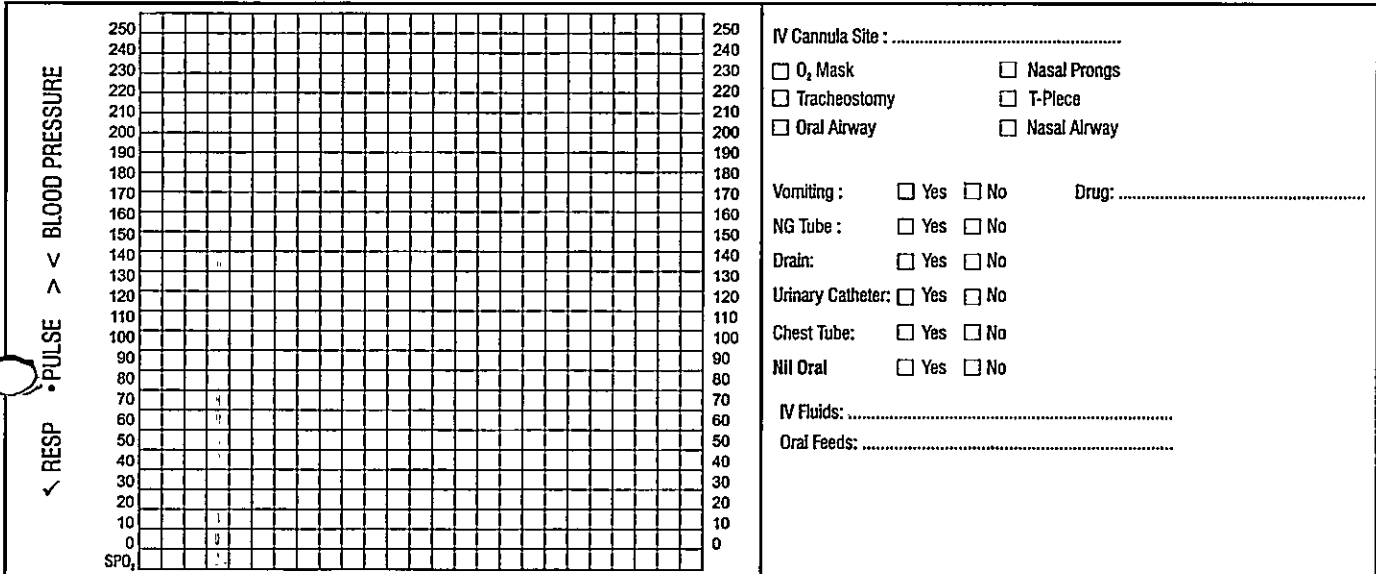 ✓ RESP • PULSE > < BLOOD PRESSURE
250 250
240 240
230 230
220 220
210 210
200 200
190 190
180 180
170 170
160 160
150 150
140 140
130 130
120 120
110 110
100 100
90 90
80 80
70 70
60 60
50 50
40 40
30 30
20 20
10 10
0 0
SPO₂
IV Cannula Site : ................................................
☐ O₂ Mask ☐ Nasal Prongs
☐ Tracheostomy ☐ T-Piece
☐ Oral Airway ☐ Nasal Airway
Vomiting : ☐ Yes ☐ No Drug: ................................................
NG Tube : ☐ Yes ☐ No
Drain: ☐ Yes ☐ No
Urinary Catheter: ☐ Yes ☐ No
Chest Tube: ☐ Yes ☐ No
Nil Oral ☐ Yes ☐ No
IV Fluids: ................................................
Oral Feeds: ................................................